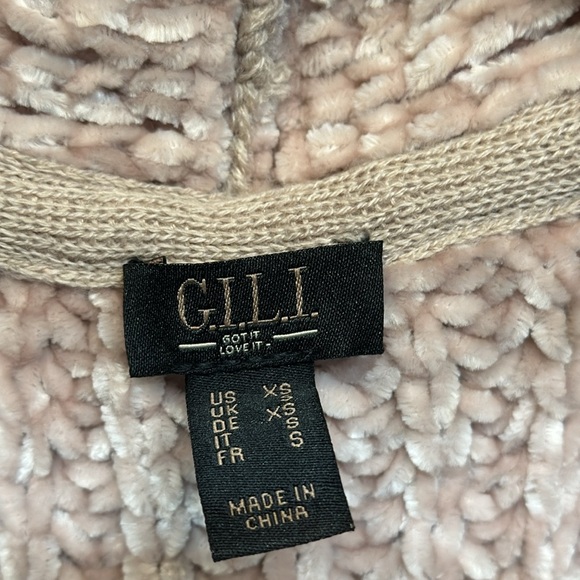 G.I.L.I.
GOT IT
LOVE IT
US XS
UK XS
DE S
IT S
FR
MADE IN
CHINA